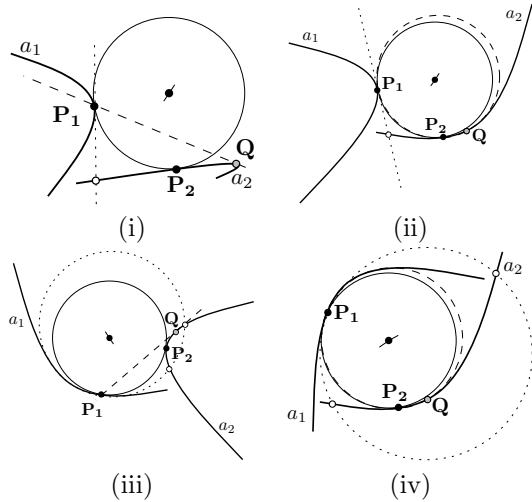 a₁
P₁
Q
P₂
a₂
(i)
a₂
a₁
P₁
P₂
Q
(ii)
a₁
Q
P₂
P₁
a₂
(iii)
a₂
P₁
P₂
Q
a₁
(iv)